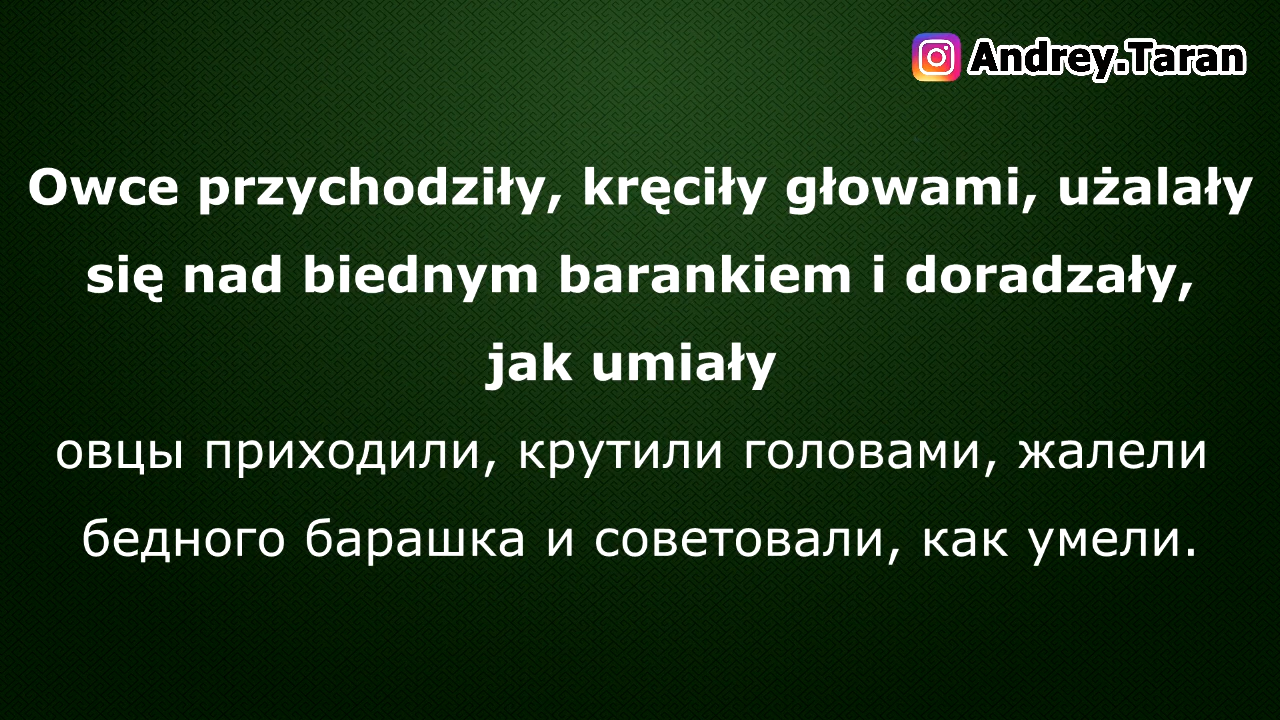 Andrey.Taran
Owce przychodziły, kręciły głowami, użalały
się nad biednym barankiem i doradzały,
jak umiały
овцы приходили, крутили головами, жалели
бедного барашка и советовали, как умели.